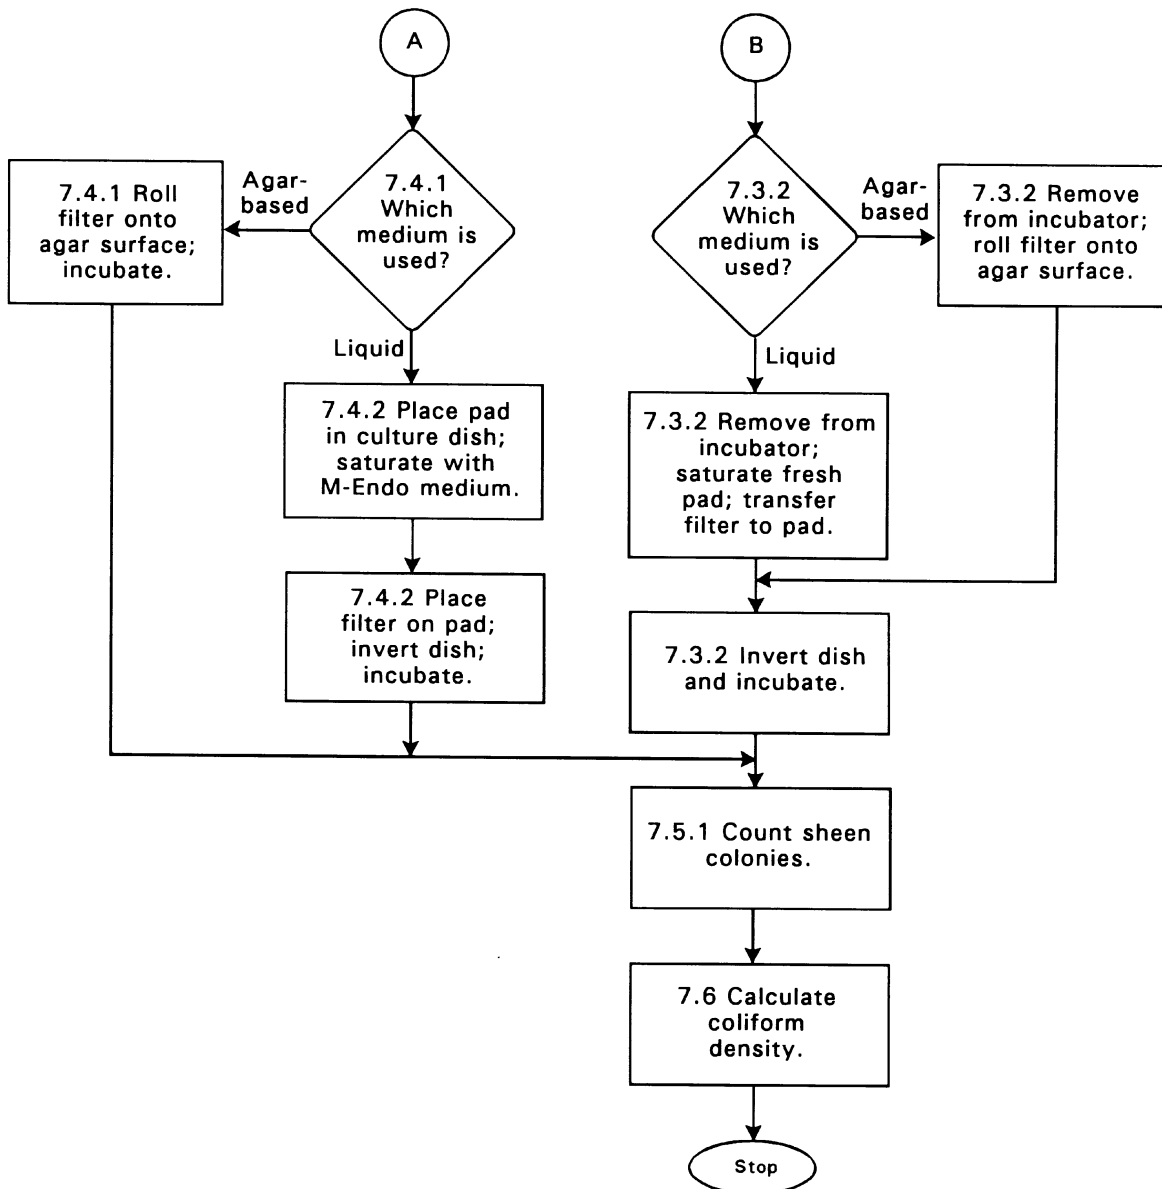 A
B
7.4.1
Which
medium is
used?
Agar-
based
7.4.1 Roll
filter onto
agar surface;
incubate.
7.3.2
Which
medium is
used?
Agar-
based
7.3.2 Remove
from incubator;
roll filter onto
agar surface.
Liquid
Liquid
7.4.2 Place pad
in culture dish;
saturate with
M-Endo medium.
7.3.2 Remove from
incubator;
saturate fresh
pad; transfer
filter to pad.
7.4.2 Place
filter on pad;
invert dish;
incubate.
7.3.2 Invert dish
and incubate.
7.5.1 Count sheen
colonies.
7.6 Calculate
coliform
density.
Stop